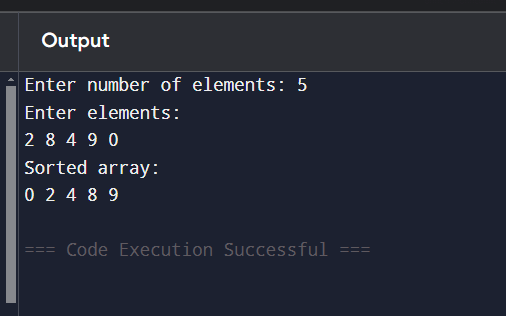 Output
Enter number of elements: 5
Enter elements:
2 8 4 9 0
Sorted array:
0 2 4 8 9
=== Code Execution Successful ===